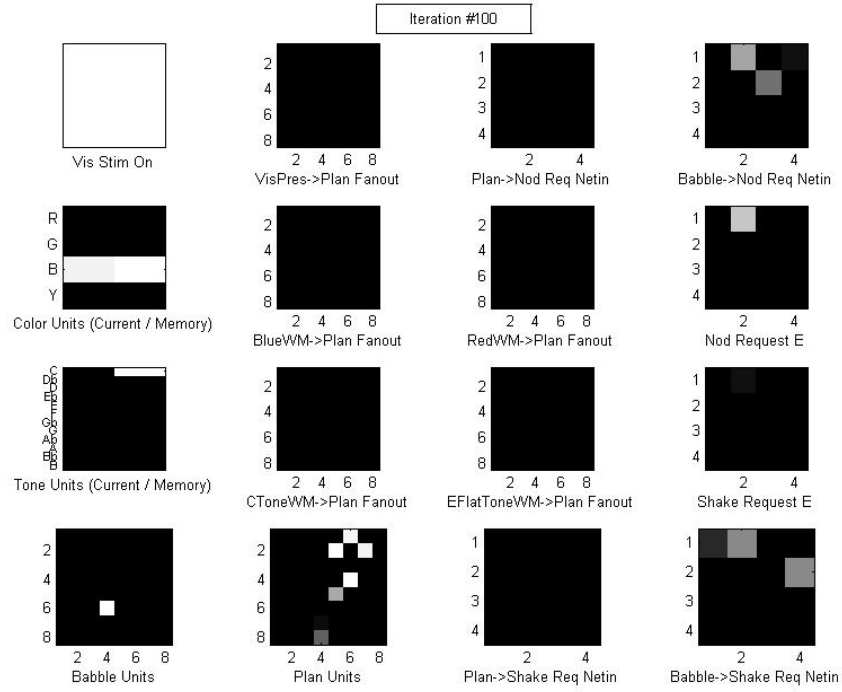 Iteration #100
2
4
6
8
1
2
3
4
1
2
3
4
Vis Stim On
2 4 6 8
VisPres->Plan Fanout
2 4
Plan->Nod Req Netin
2 4
Babble->Nod Req Netin
R
G
B
Y
Color Units (Current / Memory)
2
4
6
8
2 4 6 8
BlueWM->Plan Fanout
2
4
6
8
2 4 6 8
RedWM->Plan Fanout
1
2
3
4
2 4
Nod Request E
C
Db
D
Eb
E
F
Gb
G
Ab
A
Bb
B
Tone Units (Current / Memory)
2
4
6
8
2 4 6 8
CToneWM->Plan Fanout
2
4
6
8
2 4 6 8
EFlatToneWM->Plan Fanout
1
2
3
4
2 4
Shake Request E
2
4
6
8
2 4 6 8
Babble Units
2
4
6
8
2 4 6 8
Plan Units
1
2
3
4
2 4
Plan->Shake Req Netin
1
2
3
4
2 4
Babble->Shake Req Netin